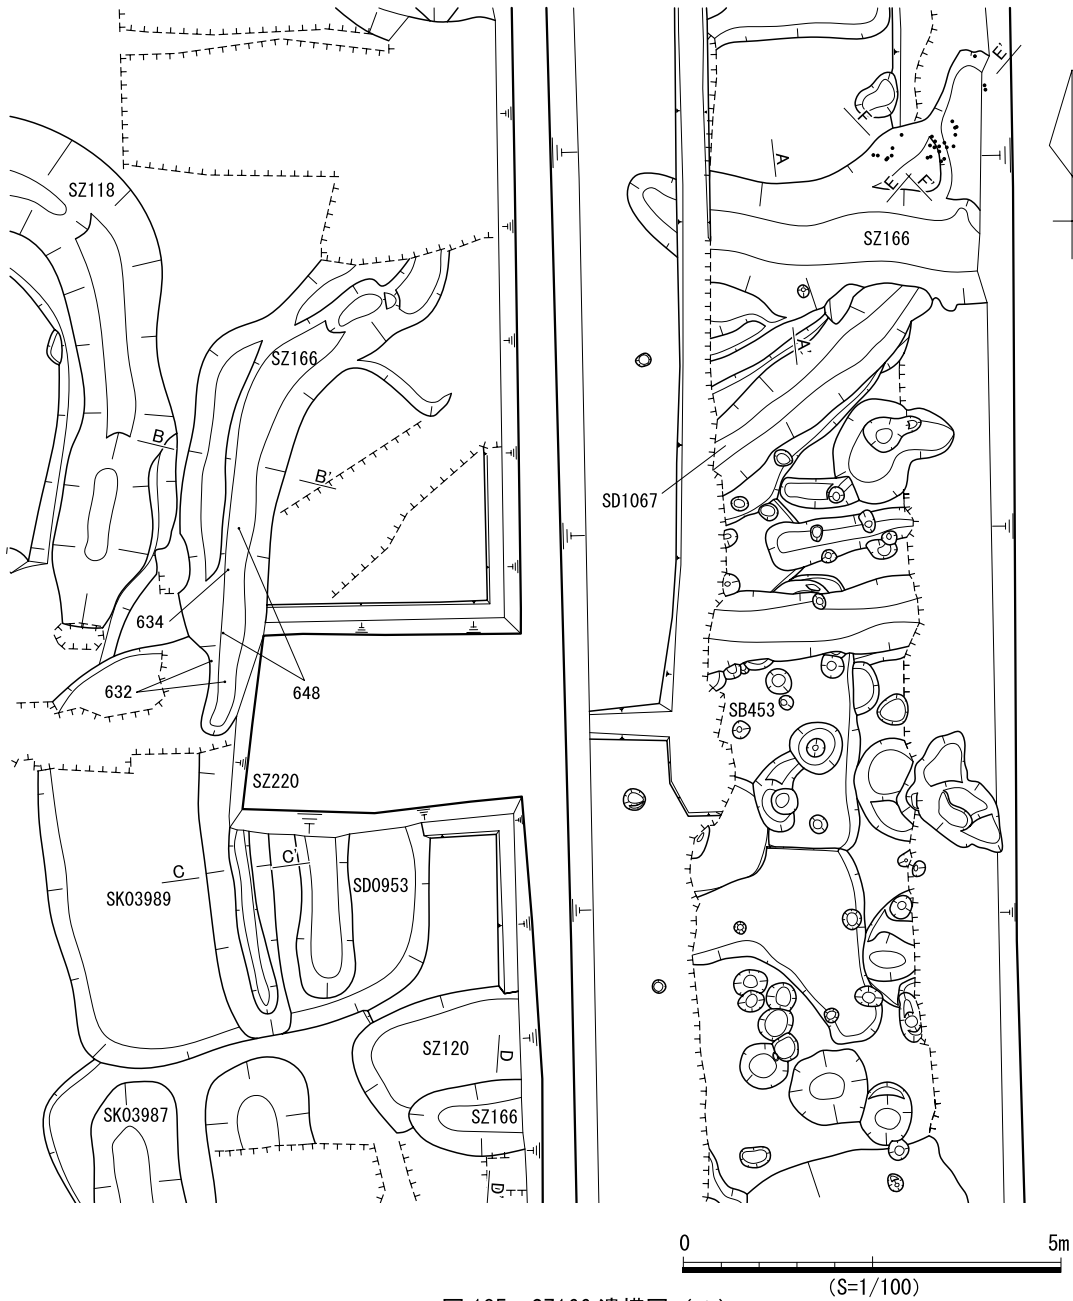 SZ118
SZ166
B
B'
634
632
648
SZ220
C
C'
SK03989
SD0953
SZ120
D
SK03987
SZ166
D'
E'
F
A
E
F'
SZ166
A'
SD1067
SB453
0
5m
(S=1/100)